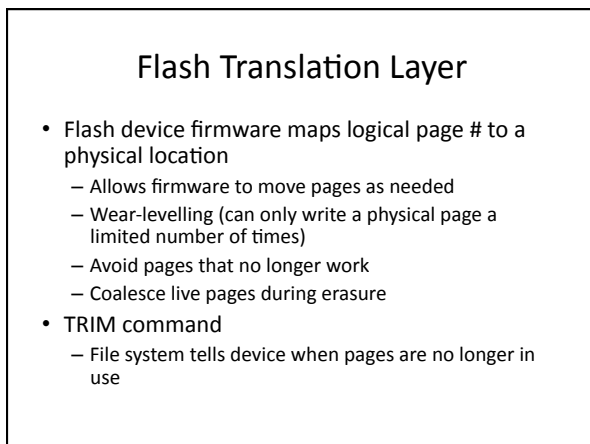 Flash Translation Layer
• Flash device firmware maps logical page # to a
physical location
– Allows firmware to move pages as needed
– Wear-levelling (can only write a physical page a
limited number of times)
– Avoid pages that no longer work
– Coalesce live pages during erasure
• TRIM command
– File system tells device when pages are no longer in
use